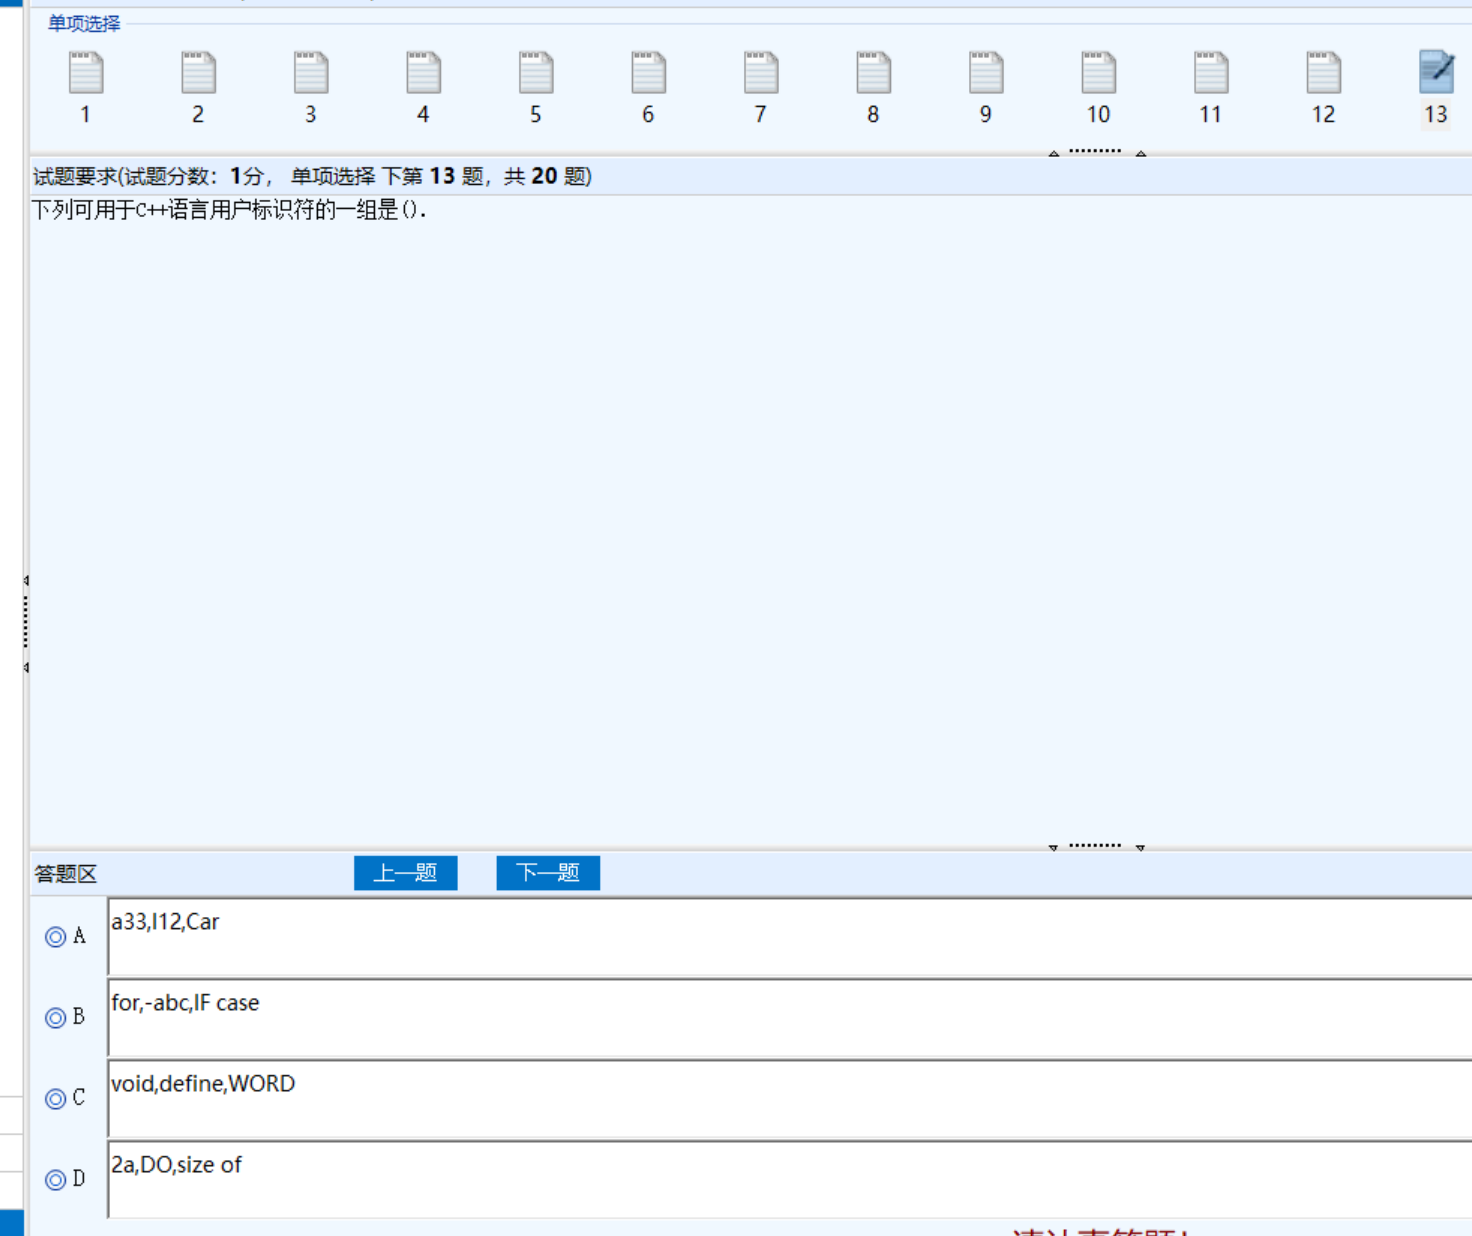 单项选择
1 2 3 4 5 6 7 8 9 10 11 12 13
试题要求(试题分数：1分， 单项选择 下第 13 题，共 20 题)
下列可用于C++语言用户标识符的一组是().
答题区 上一题 下一题
A a33,I12,Car
B for,-abc,IF case
C void,define,WORD
D 2a,DO,size of